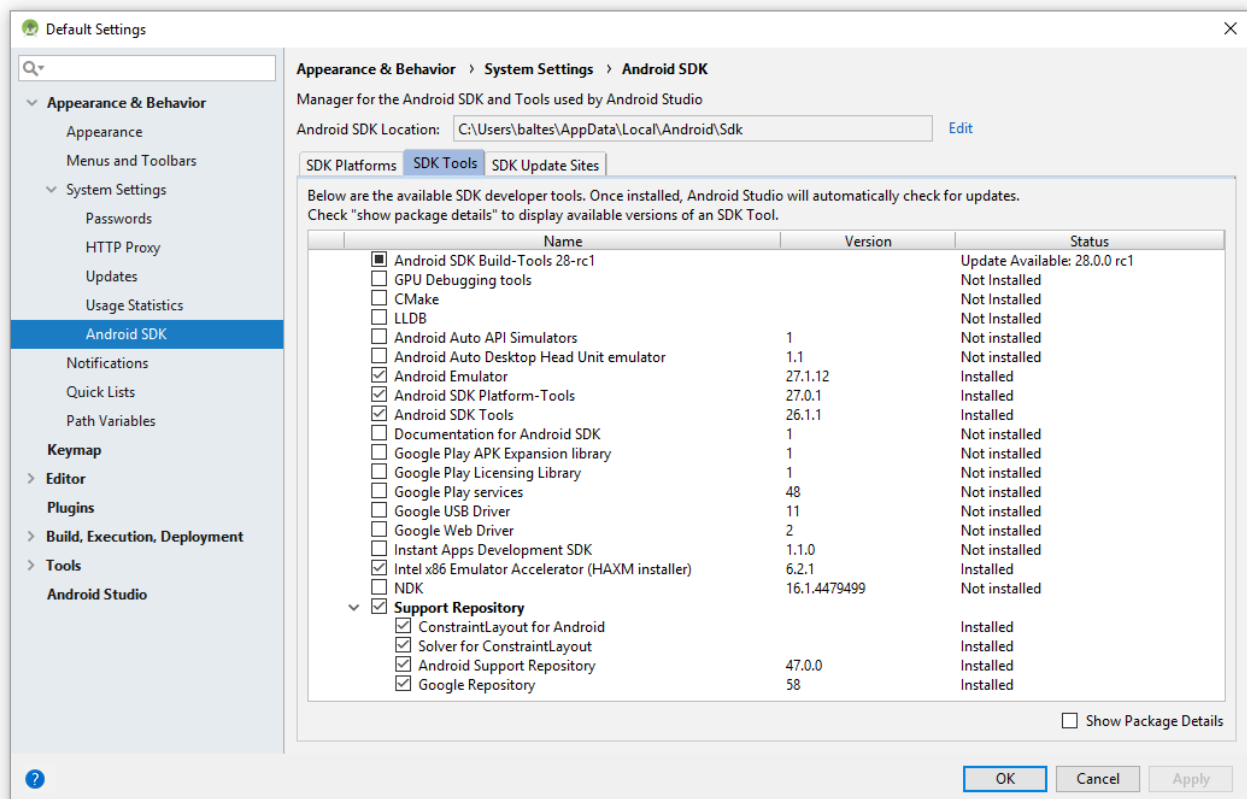 Default Settings
Appearance & Behavior
Appearance
Menus and Toolbars
System Settings
Passwords
HTTP Proxy
Updates
Usage Statistics
Android SDK
Notifications
Quick Lists
Path Variables
Keymap
Editor
Plugins
Build, Execution, Deployment
Tools
Android Studio
Appearance & Behavior > System Settings > Android SDK
Manager for the Android SDK and Tools used by Android Studio
Android SDK Location: C:\Users\baltes\AppData\Local\Android\Sdk Edit
SDK Platforms SDK Tools SDK Update Sites
Below are the available SDK developer tools. Once installed, Android Studio will automatically check for updates.
Check "show package details" to display available versions of an SDK Tool.
Name Version Status
Android SDK Build-Tools 28-rc1 Update Available: 28.0.0 rc1
GPU Debugging tools Not Installed
CMake Not Installed
LLDB Not Installed
Android Auto API Simulators 1 Not installed
Android Auto Desktop Head Unit emulator 1.1 Not installed
Android Emulator 27.1.12 Installed
Android SDK Platform-Tools 27.0.1 Installed
Android SDK Tools 26.1.1 Installed
Documentation for Android SDK 1 Not installed
Google Play APK Expansion library 1 Not installed
Google Play Licensing Library 1 Not installed
Google Play services 48 Not installed
Google USB Driver 11 Not installed
Google Web Driver 2 Not installed
Instant Apps Development SDK 1.1.0 Not installed
Intel x86 Emulator Accelerator (HAXM installer) 6.2.1 Installed
NDK 16.1.4479499 Not installed
Support Repository
ConstraintLayout for Android Installed
Solver for ConstraintLayout Installed
Android Support Repository 47.0.0 Installed
Google Repository 58 Installed
Show Package Details
? OK Cancel Apply